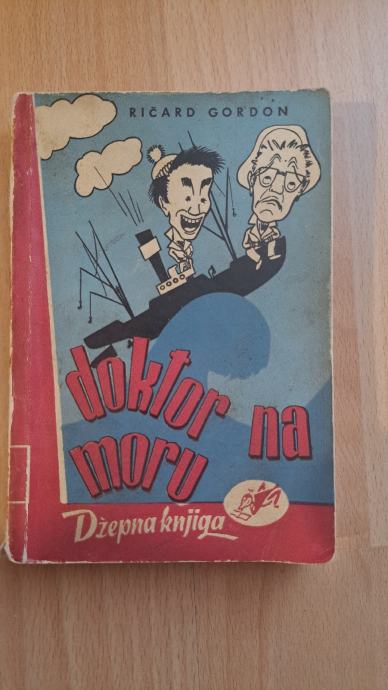 RIČARD GORDON
doktor na
moru
Džepna knjiga